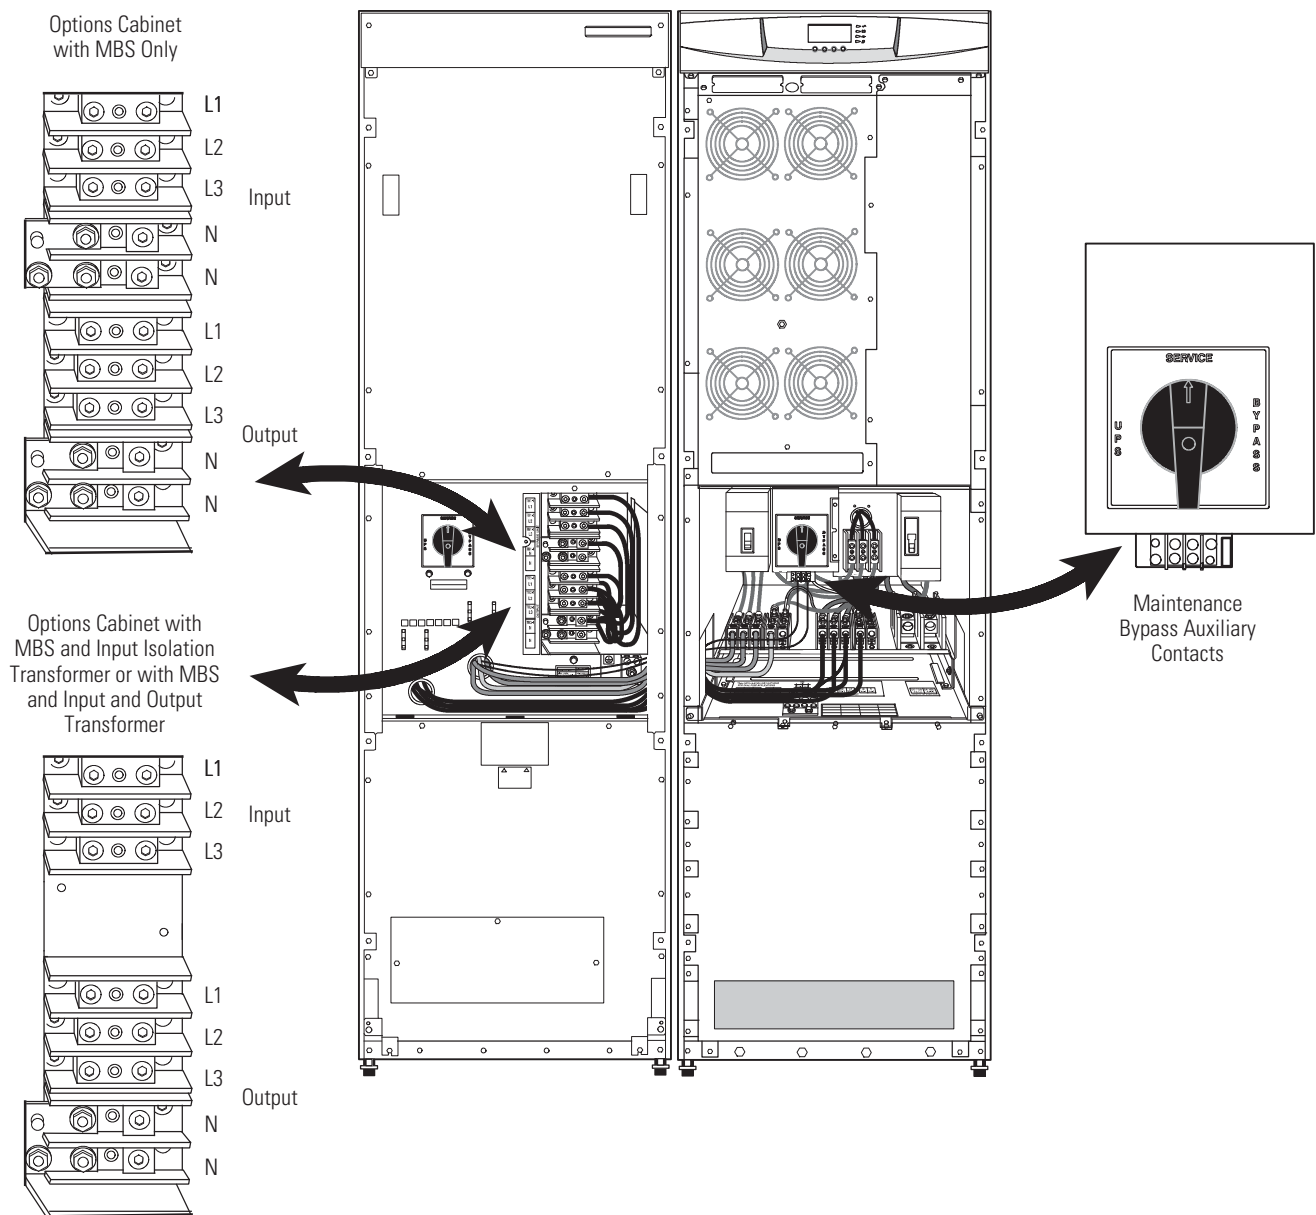 Options Cabinet
with MBS Only
L1
L2
L3
Input
N
N
L1
L2
L3
Output
N
N
Options Cabinet with
MBS and Input Isolation
Transformer or with MBS
and Input and Output
Transformer
L1
L2
Input
L3
L1
L2
L3
Output
N
N
SERVICE
UPS
BYPASS
Maintenance
Bypass Auxiliary
Contacts